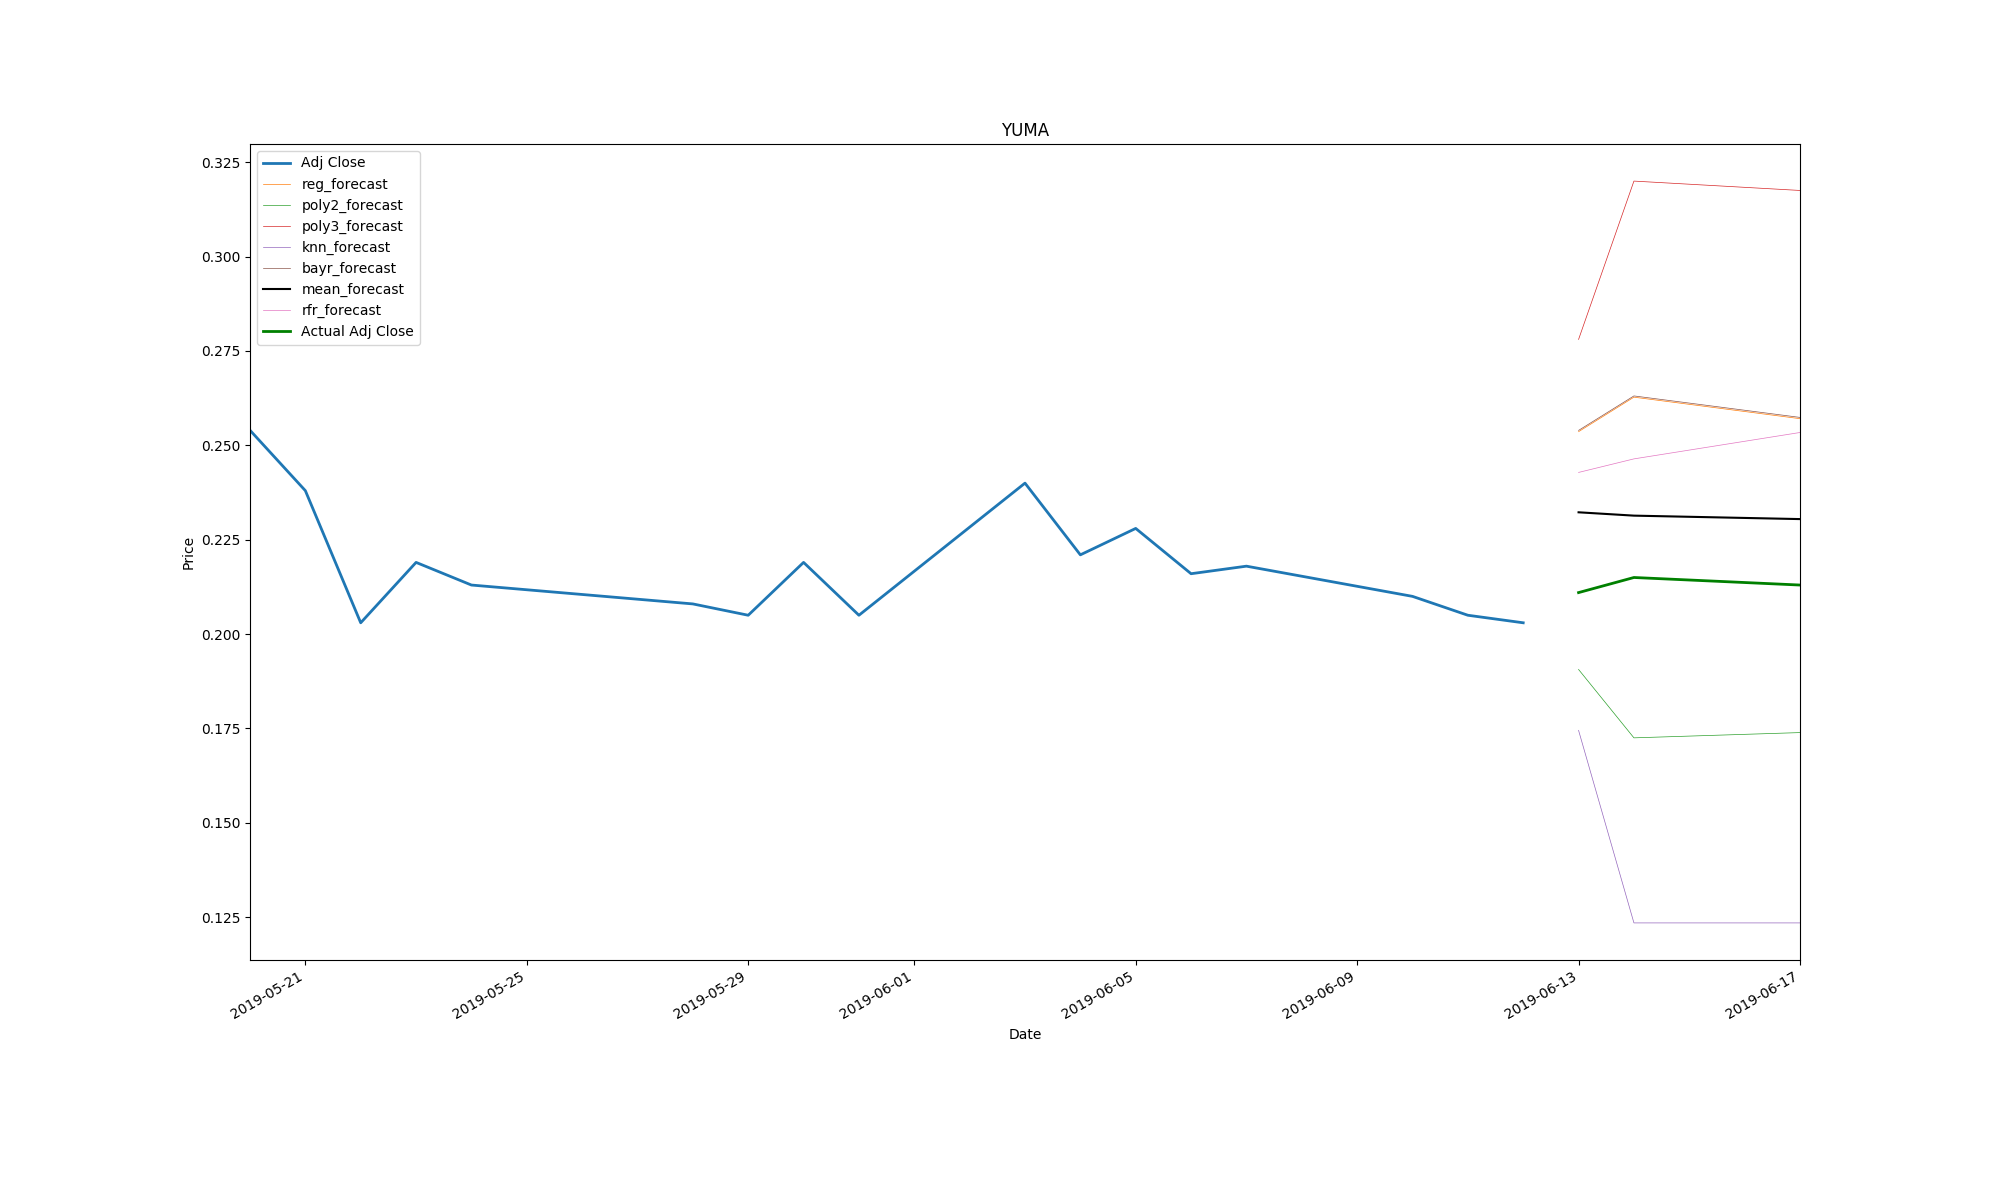 YUMA
Adj Close
reg_forecast
poly2_forecast
poly3_forecast
knn_forecast
bayr_forecast
mean_forecast
rfr_forecast
Actual Adj Close
0.325
0.300
0.275
0.250
0.225
0.200
0.175
0.150
0.125
Price
2019-05-21
2019-05-25
2019-05-29
2019-06-01
2019-06-05
2019-06-09
2019-06-13
2019-06-17
Date